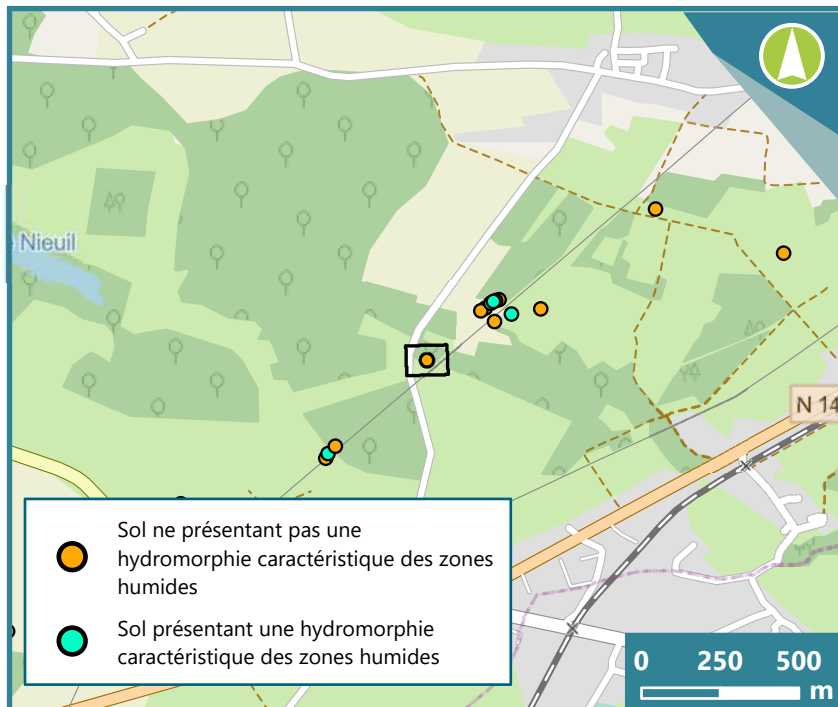 Nieuil
N 14
Sol ne présentant pas une
hydromorphie caractéristique des zones
humides
Sol présentant une hydromorphie
caractéristique des zones humides
0 250 500
m